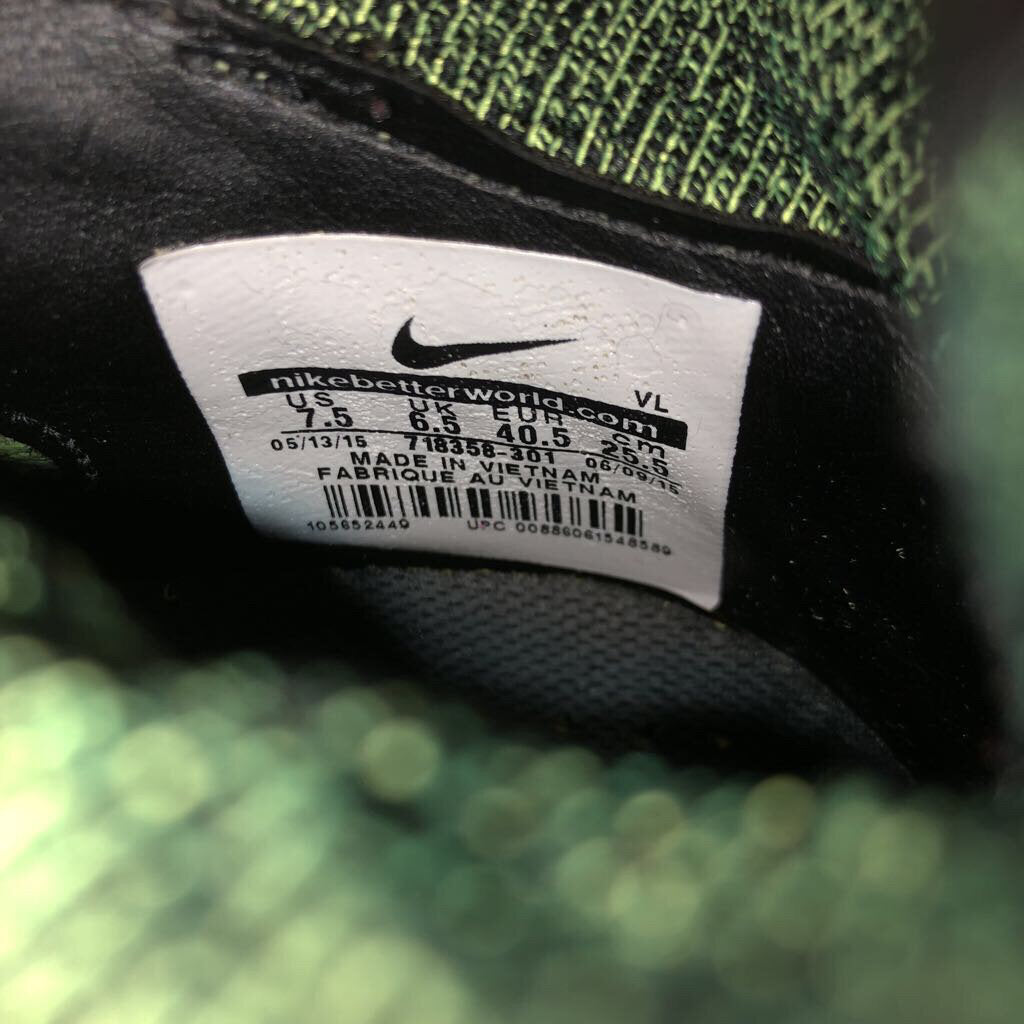 nikebetterworld.com VL
US UK EUR cm
7.5 6.5 40.5 25.5
05/13/15 718358-301 06/09/15
MADE IN VIETNAM
FABRIQUE AU VIETNAM
105652449 UPC 00886061548589